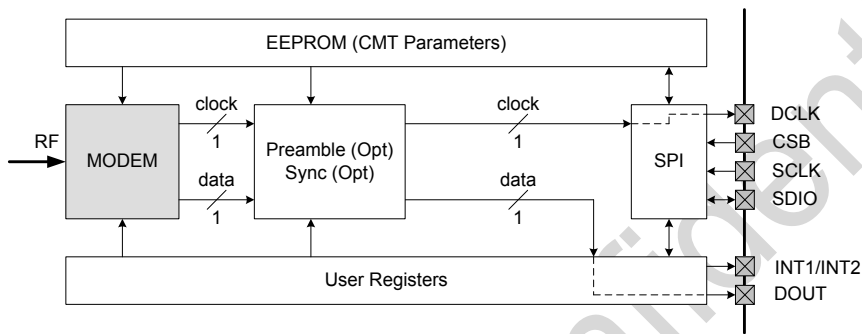 EEPROM (CMT Parameters)
RF
MODEM
clock
1
data
1
Preamble (Opt)
Sync (Opt)
clock
1
data
1
SPI
DCLK
CSB
SCLK
SDIO
User Registers
INT1/INT2
DOUT
fident